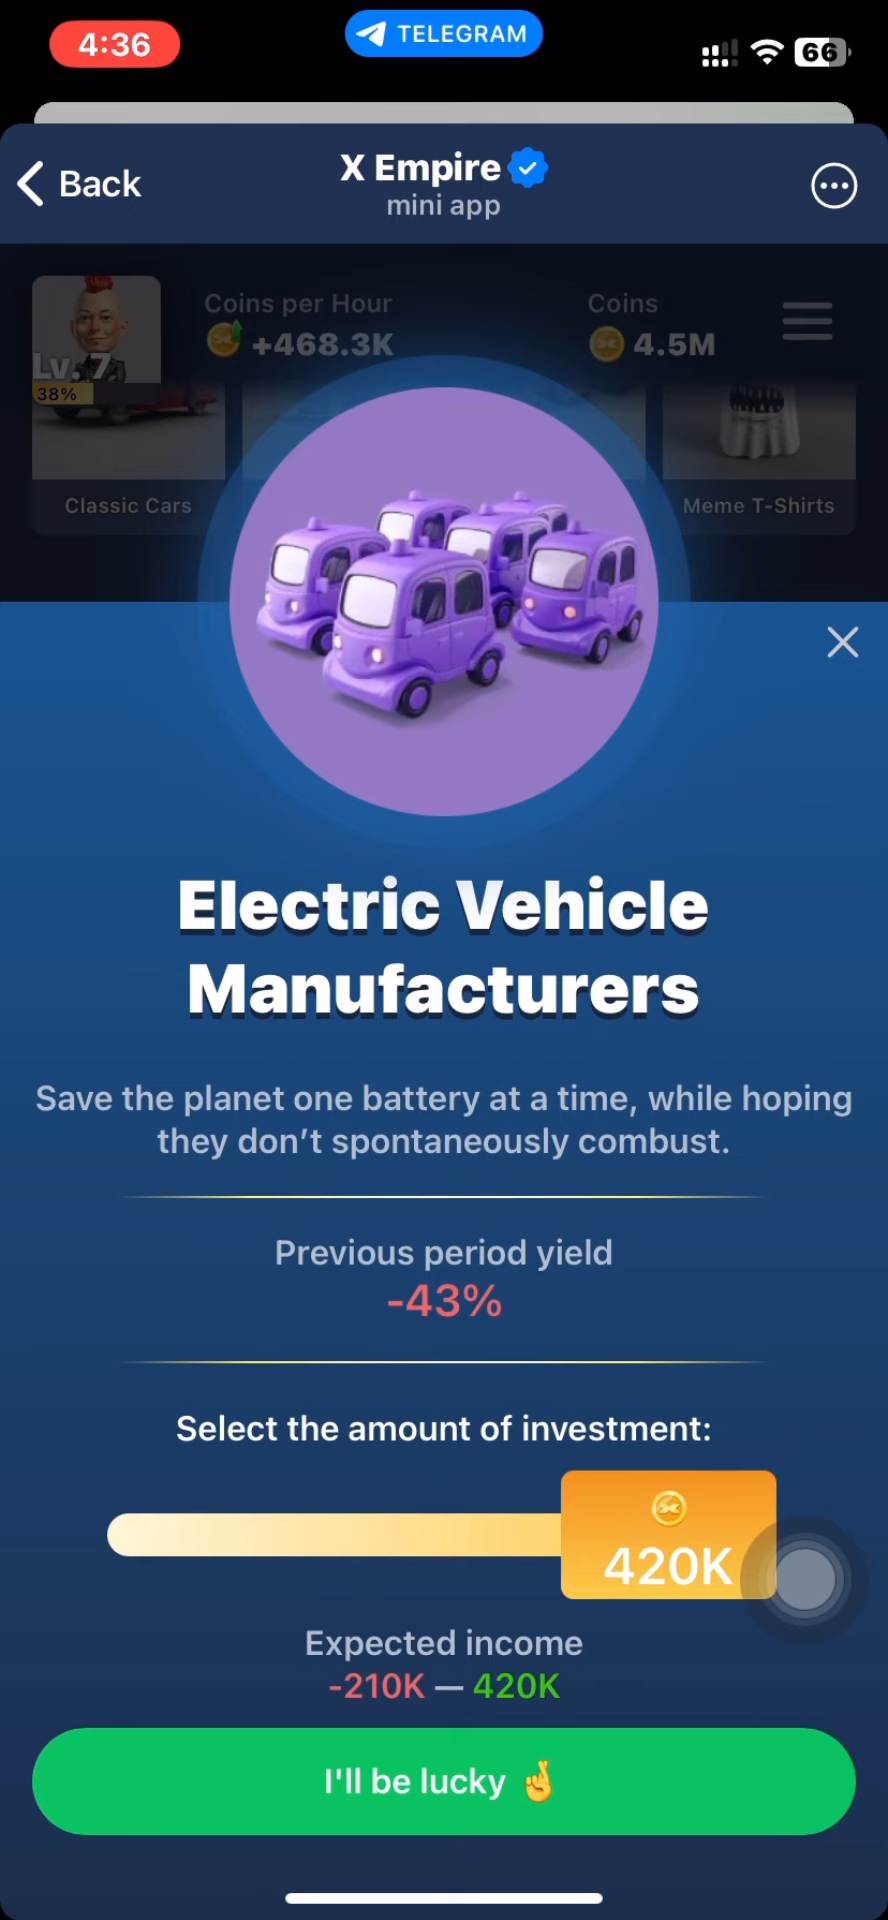 4:36
TELEGRAM
66
Back
X Empire
mini app
Coins per Hour
Coins
+468.3K
4.5M
Lv. 7
38%
Classic Cars
Meme T-Shirts
Electric Vehicle
Manufacturers
Save the planet one battery at a time, while hoping
they don’t spontaneously combust.
Previous period yield
-43%
Select the amount of investment:
420K
Expected income
-210K — 420K
I'll be lucky 🤞